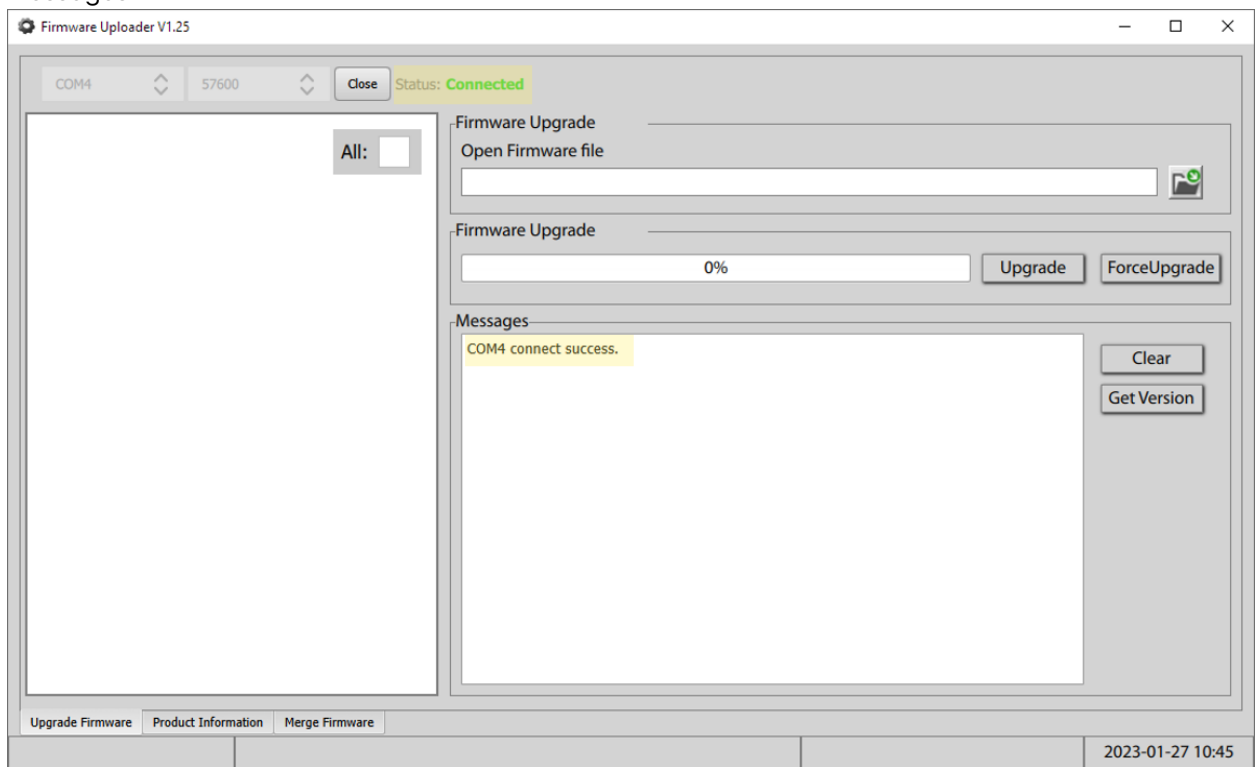 Firmware Uploader V1.25
COM4 57600 Close Status: Connected
All:
Firmware Upgrade
Open Firmware file
Firmware Upgrade
0% Upgrade ForceUpgrade
Messages
COM4 connect success.
Clear
Get Version
Upgrade Firmware Product Information Merge Firmware
2023-01-27 10:45